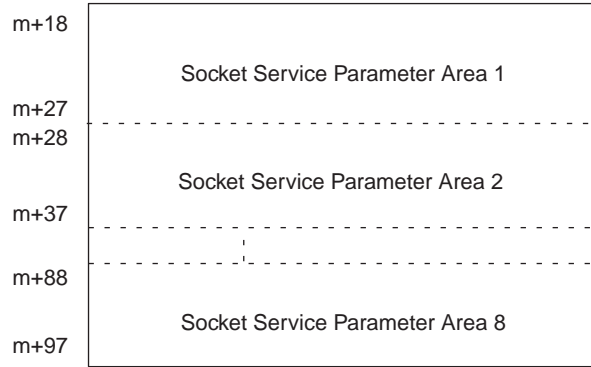 m+18
Socket Service Parameter Area 1
m+27
m+28
Socket Service Parameter Area 2
m+37
m+88
Socket Service Parameter Area 8
m+97